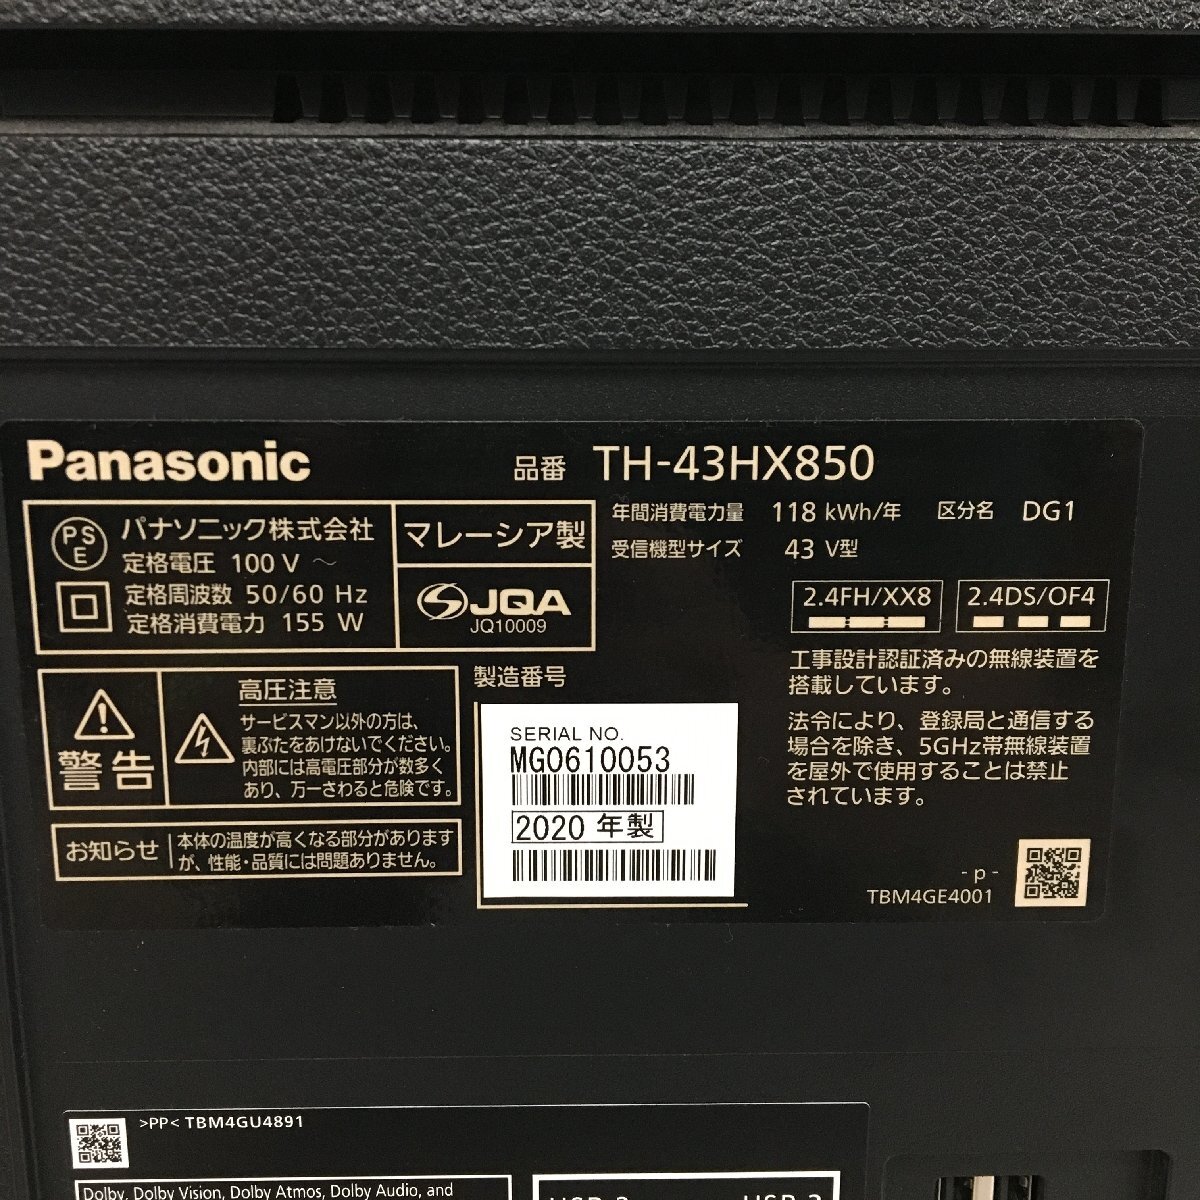 Panasonic
品番 TH-43HX850
PS
E
パナソニック株式会社
定格電圧 100 V ～
定格周波数 50/60 Hz
定格消費電力 155 W
マレーシア製
JQA
JQ10009
年間消費電力量 118 kWh/年 区分名 DG1
受信機型サイズ 43 V型
2.4FH/XX8
2.4DS/OF4
工事設計認証済みの無線装置を
搭載しています。
法令により、登録局と通信する
場合を除き、5GHz帯無線装置
を屋外で使用することは禁止
されています。
警告
高圧注意
サービスマン以外の方は、
裏ぶたをあけないでください。
内部には高電圧部分が数多く
あり、万一さわると危険です。
お知らせ
本体の温度が高くなる部分があります
が、性能・品質には問題ありません。
製造番号
SERIAL NO.
MG0610053
2020 年製
- p -
TBM4GE4001
>PP< TBM4GU4891
Dolby, Dolby Vision, Dolby Atmos, Dolby Audio, and